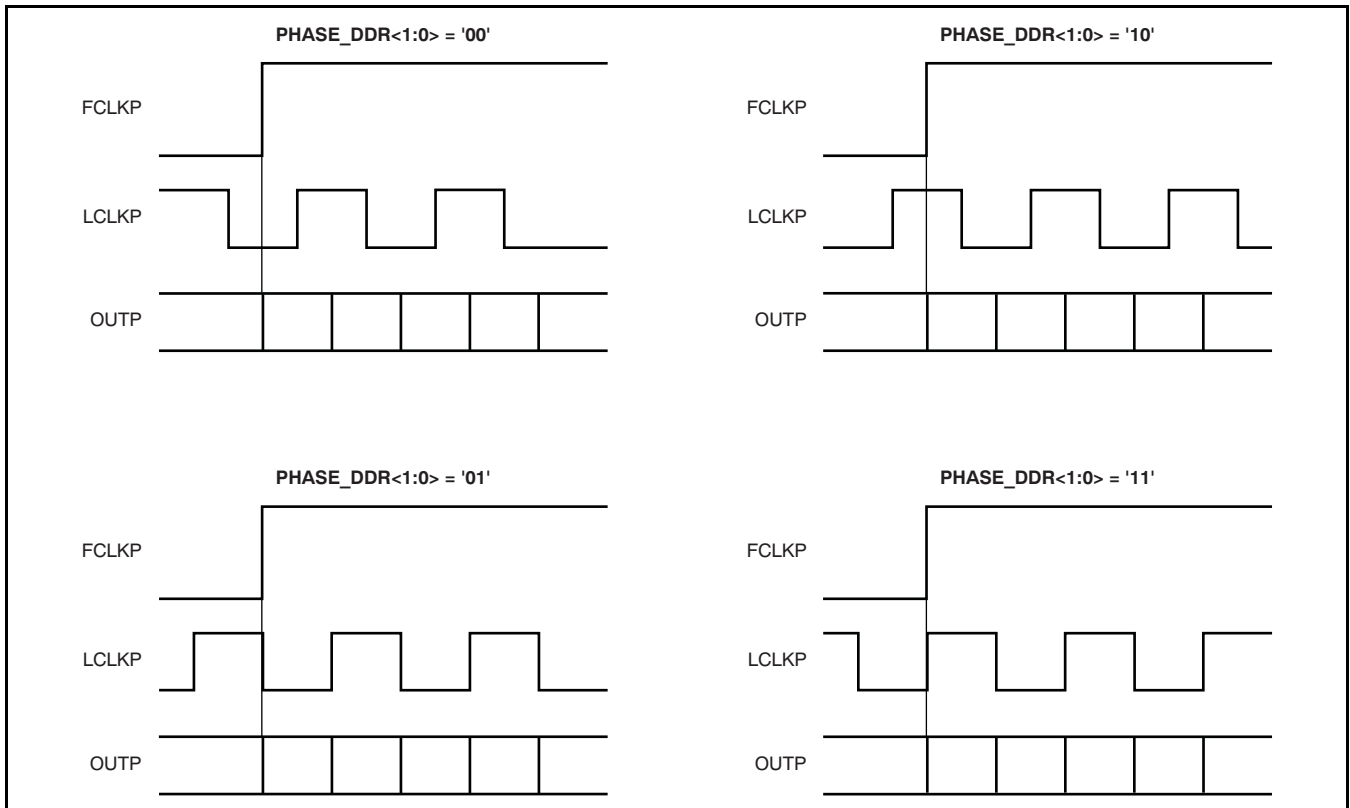 PHASE_DDR<1:0> = '00'
FCLKP
LCLKP
OUTP
PHASE_DDR<1:0> = '10'
FCLKP
LCLKP
OUTP
PHASE_DDR<1:0> = '01'
FCLKP
LCLKP
OUTP
PHASE_DDR<1:0> = '11'
FCLKP
LCLKP
OUTP